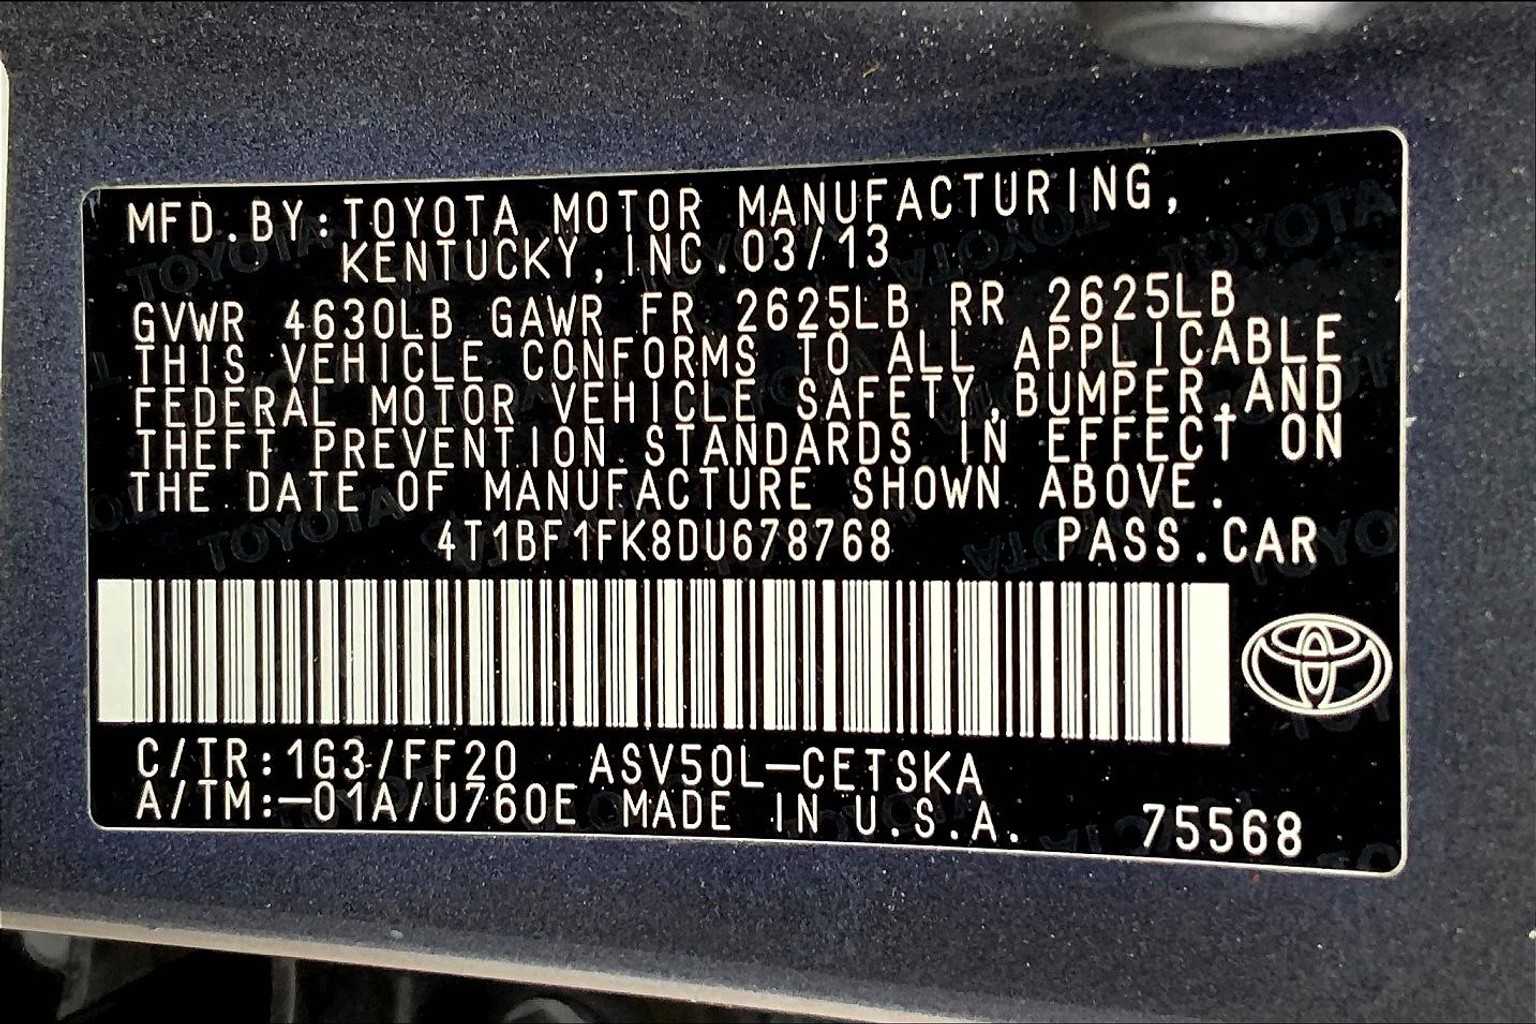 MFD.BY:TOYOTA MOTOR MANUFACTURING,
KENTUCKY,INC.03/13
GVWR 4630LB GAWR FR 2625LB RR 2625LB
THIS VEHICLE CONFORMS TO ALL APPLICABLE
FEDERAL MOTOR VEHICLE SAFETY,BUMPER,AND
THEFT PREVENTION STANDARDS IN EFFECT ON
THE DATE OF MANUFACTURE SHOWN ABOVE.
4T1BF1FK8DU678768 PASS.CAR
C/TR:1G3/FF20 ASV50L-CETSKA
A/TM:-01A/U760E MADE IN U.S.A. 75568